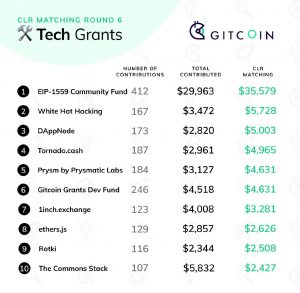 CLR MATCHING ROUND 6
Tech Grants
GITCOIN
NUMBER OF CONTRIBUTIONS TOTAL CONTRIBUTED CLR MATCHING
1 EIP-1559 Community Fund 412 $29,963 $35,579
2 White Hat Hacking 167 $3,472 $5,728
3 DAppNode 173 $2,820 $5,003
4 Tornado.cash 187 $2,961 $4,965
5 Prysm by Prysmatic Labs 184 $3,127 $4,631
6 Gitcoin Grants Dev Fund 246 $4,518 $4,631
7 1inch.exchange 123 $4,008 $3,281
8 ethers.js 129 $2,857 $2,626
9 Rotki 116 $2,344 $2,508
10 The Commons Stack 107 $5,832 $2,427